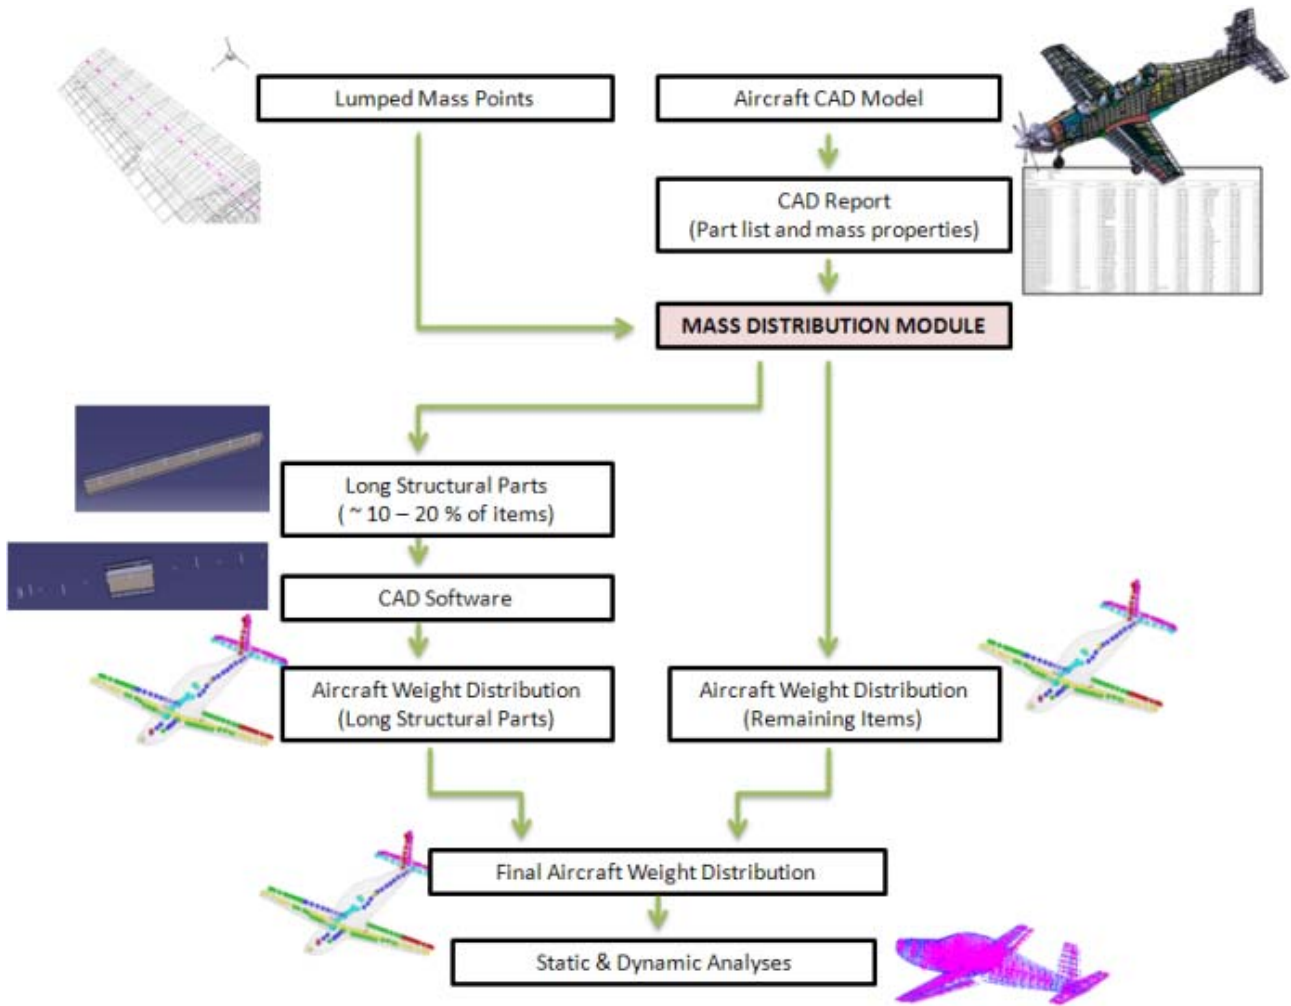 Lumped Mass Points
Aircraft CAD Model
CAD Report
(Part list and mass properties)
MASS DISTRIBUTION MODULE
Long Structural Parts
( ~ 10 – 20 % of items)
CAD Software
Aircraft Weight Distribution
(Long Structural Parts)
Aircraft Weight Distribution
(Remaining Items)
Final Aircraft Weight Distribution
Static & Dynamic Analyses